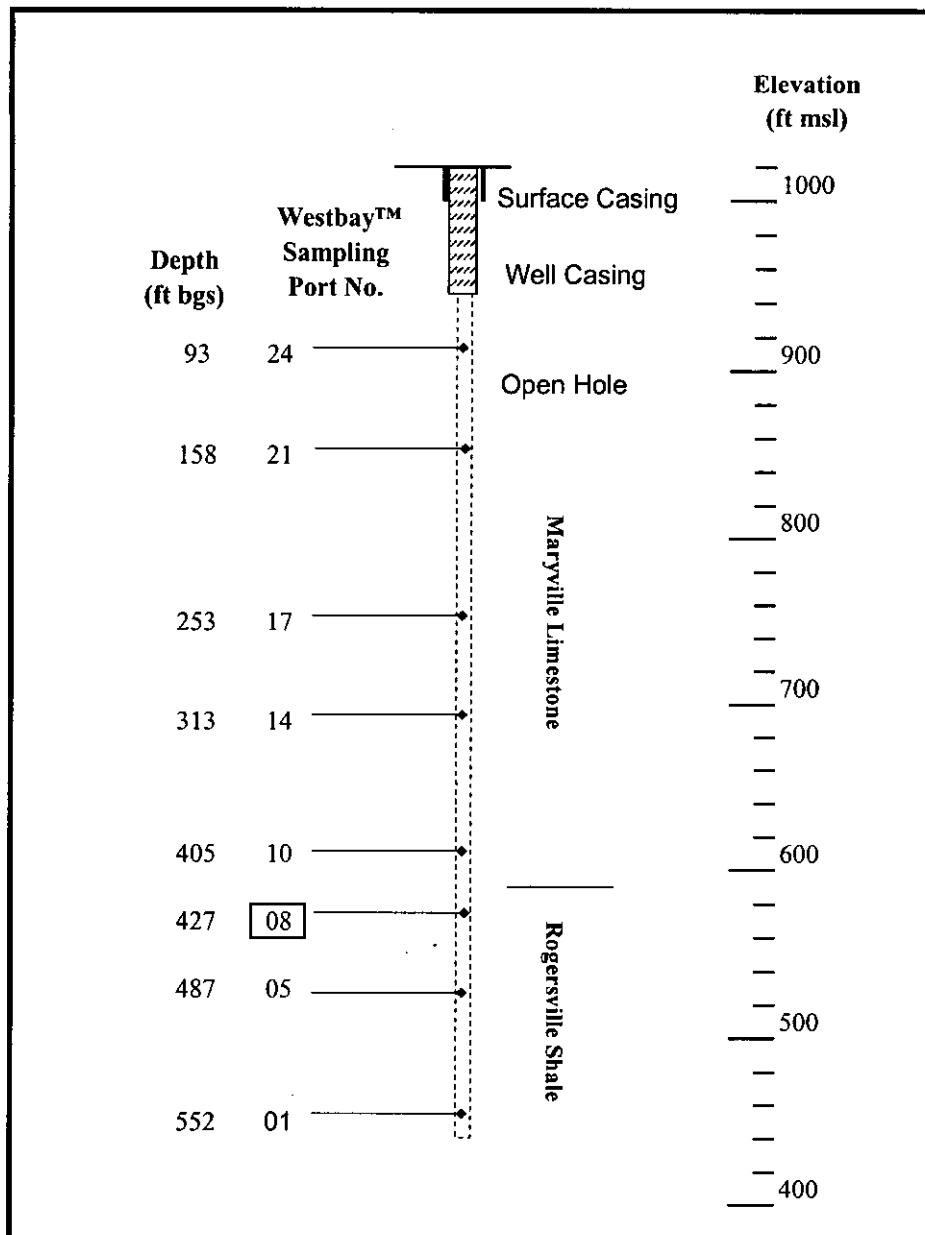 Elevation
(ft msl)
1000
Surface Casing
Westbay™
Sampling
Port No.
Depth
(ft bgs)
Well Casing
93 24
900
Open Hole
158 21
800
Maryville Limestone
253 17
700
313 14
405 10
600
427 08
Rogersville Shale
487 05
500
552 01
400